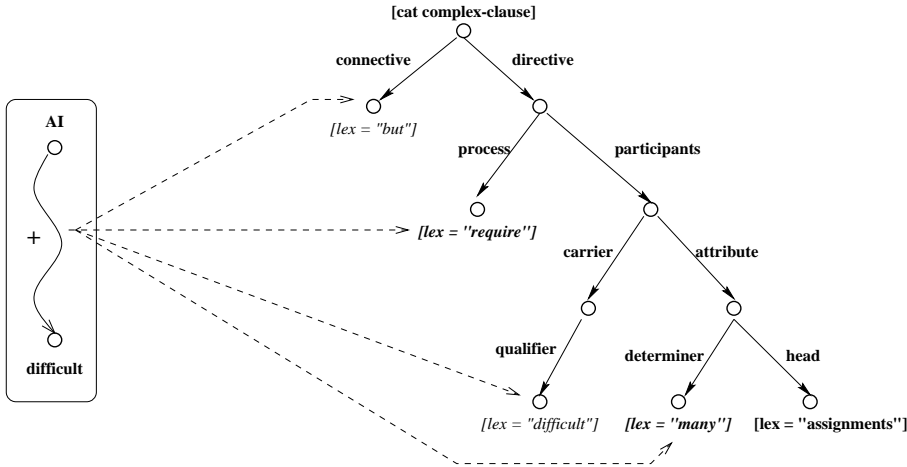 [cat complex-clause]
connective
directive
[lex = "but"]
AI
process
participants
+
[lex = "require"]
carrier
attribute
difficult
qualifier
determiner
head
[lex = "difficult"]
[lex = "many"]
[lex = "assignments"]